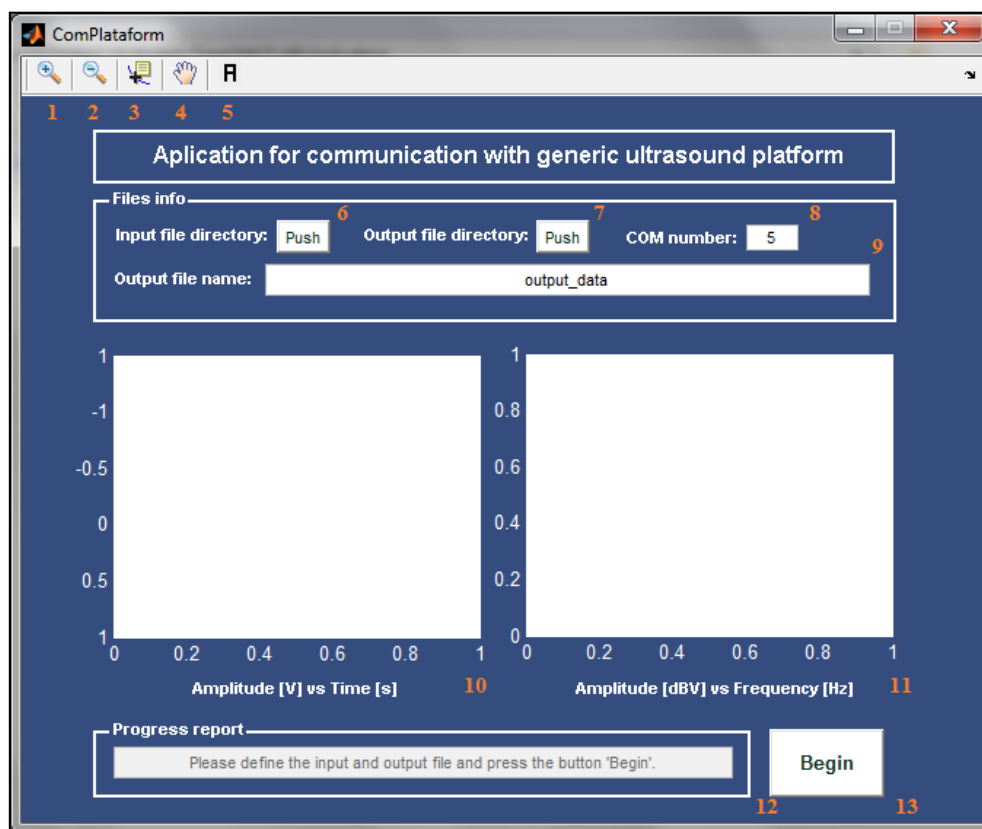 ComPlataform
A
1 2 3 4 5
Aplication for communication with generic ultrasound platform
Files info
6 7 8
Input file directory: Push Output file directory: Push COM number: 5
9
Output file name: output_data
1 1
-1 0.8
-0.5 0.6
0 0.4
0.5 0.2
1 0
0 0.2 0.4 0.6 0.8 1 0 0.2 0.4 0.6 0.8 1
Amplitude [V] vs Time [s] 10 Amplitude [dBV] vs Frequency [Hz] 11
Progress report
Please define the input and output file and press the button 'Begin'. Begin
12 13